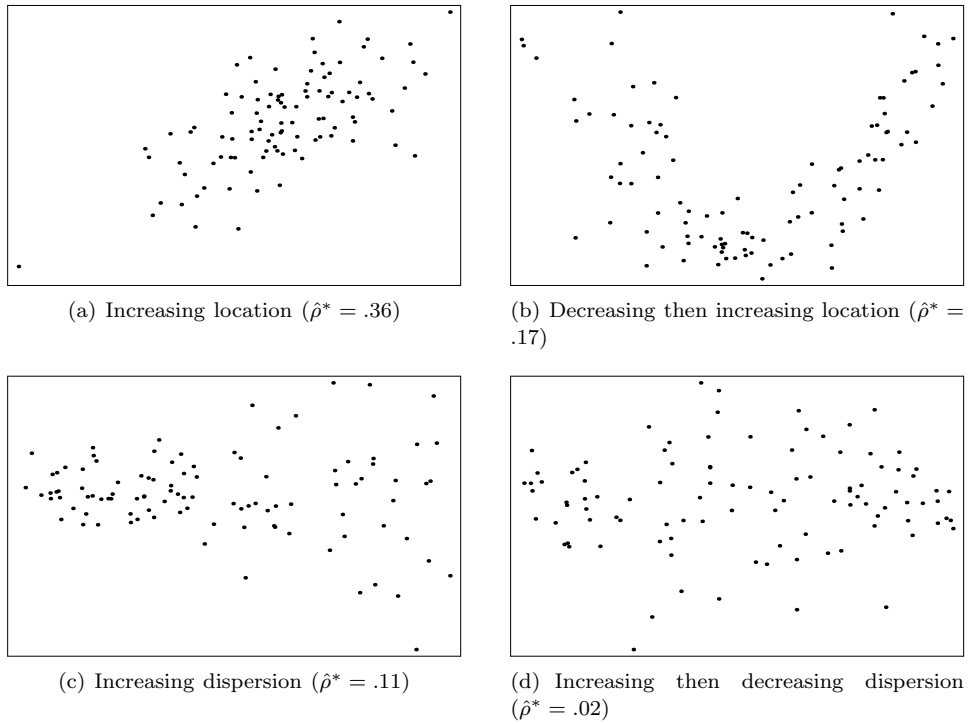 (a) Increasing location (ρ̂* = .36)
(b) Decreasing then increasing location (ρ̂* =
.17)
(c) Increasing dispersion (ρ̂* = .11)
(d) Increasing then decreasing dispersion
(ρ̂* = .02)